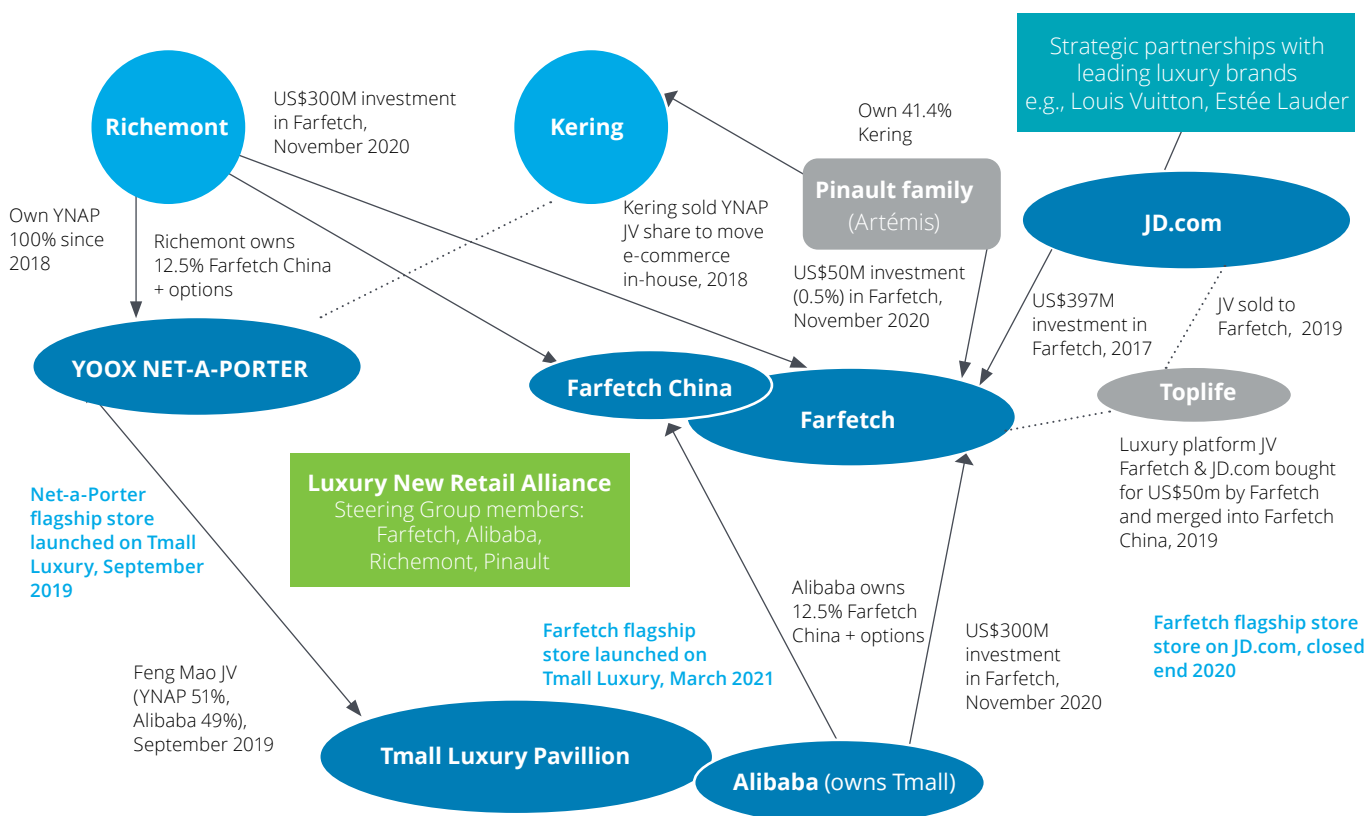 Strategic partnerships with
leading luxury brands
e.g., Louis Vuitton, Estée Lauder
Richemont
US$300M investment
in Farfetch,
November 2020
Kering
Own 41.4%
Kering
Pinault family
(Artémis)
JD.com
Own YNAP
100% since
2018
Richemont owns
12.5% Farfetch China
+ options
Kering sold YNAP
JV share to move
e-commerce
in-house, 2018
US$50M investment
(0.5%) in Farfetch,
November 2020
US$397M
investment in
Farfetch, 2017
JV sold to
Farfetch, 2019
YOOX NET-A-PORTER
Farfetch China
Farfetch
Toplife
Luxury platform JV
Farfetch & JD.com bought
for US$50m by Farfetch
and merged into Farfetch
China, 2019
Net-a-Porter
flagship store
launched on Tmall
Luxury, September
2019
Luxury New Retail Alliance
Steering Group members:
Farfetch, Alibaba,
Richemont, Pinault
Farfetch flagship
store launched on
Tmall Luxury, March 2021
Alibaba owns
12.5% Farfetch
China + options
US$300M
investment
in Farfetch,
November 2020
Farfetch flagship store
store on JD.com, closed
end 2020
Feng Mao JV
(YNAP 51%,
Alibaba 49%),
September 2019
Tmall Luxury Pavillion
Alibaba (owns Tmall)